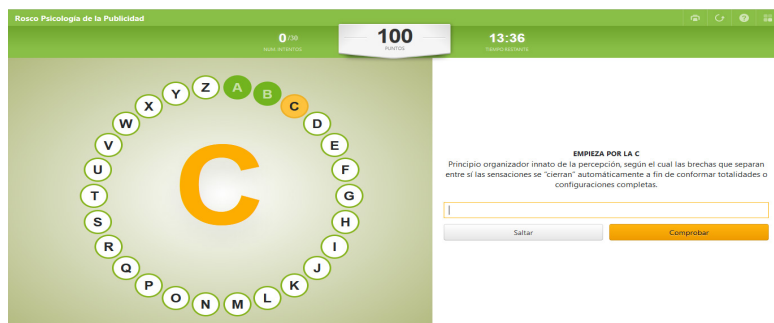 Rosco Psicología de la Publicidad
0/30
NUM. INTENTOS
100
PUNTOS
13:36
TIEMPO RESTANTE
A
B
C
D
E
F
G
H
I
J
K
L
M
N
O
P
Q
R
S
T
U
V
W
X
Y
Z
C
EMPIEZA POR LA C
Principio organizador innato de la percepción, según el cual las brechas que separan
entre sí las sensaciones se "cierran" automáticamente a fin de conformar totalidades o
configuraciones completas.
Saltar
Comprobar